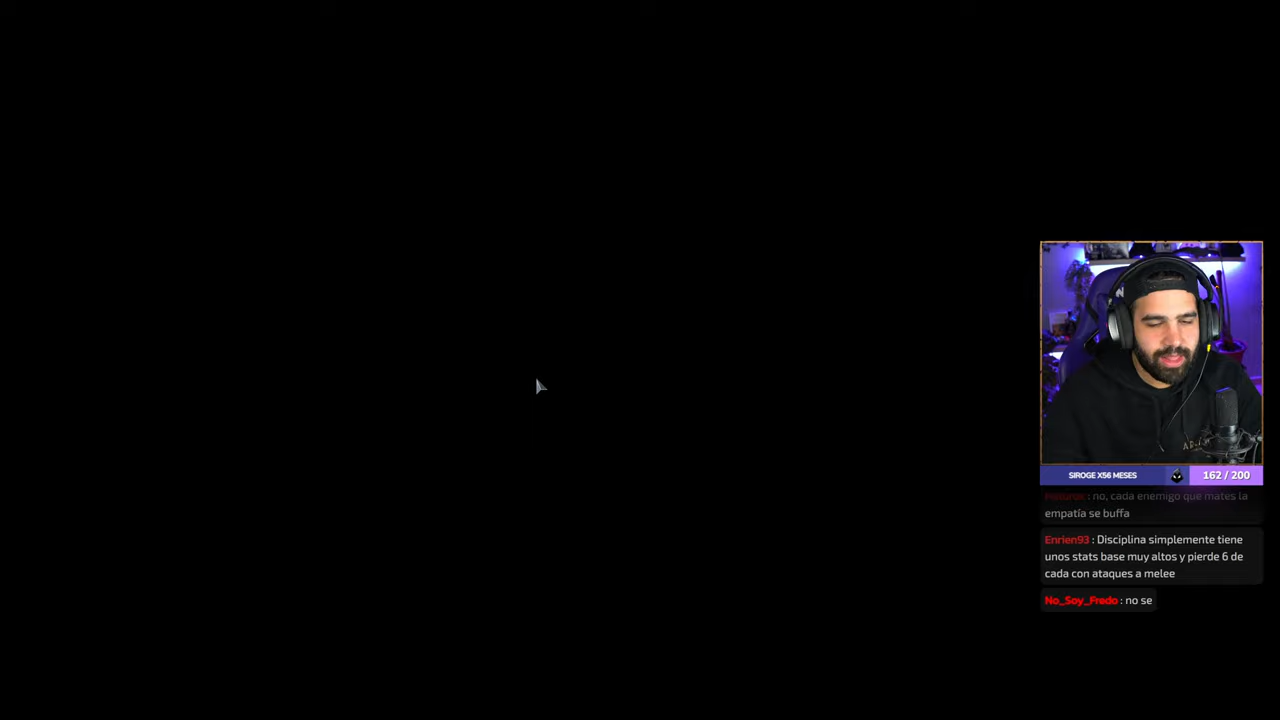 SIROGE X56 MESES
162 / 200
: no, cada enemigo que mates la
empatía se buffa
Enrien93 : Disciplina simplemente tiene
unos stats base muy altos y pierde 6 de
cada con ataques a melee
No_Soy_Fredo : no se